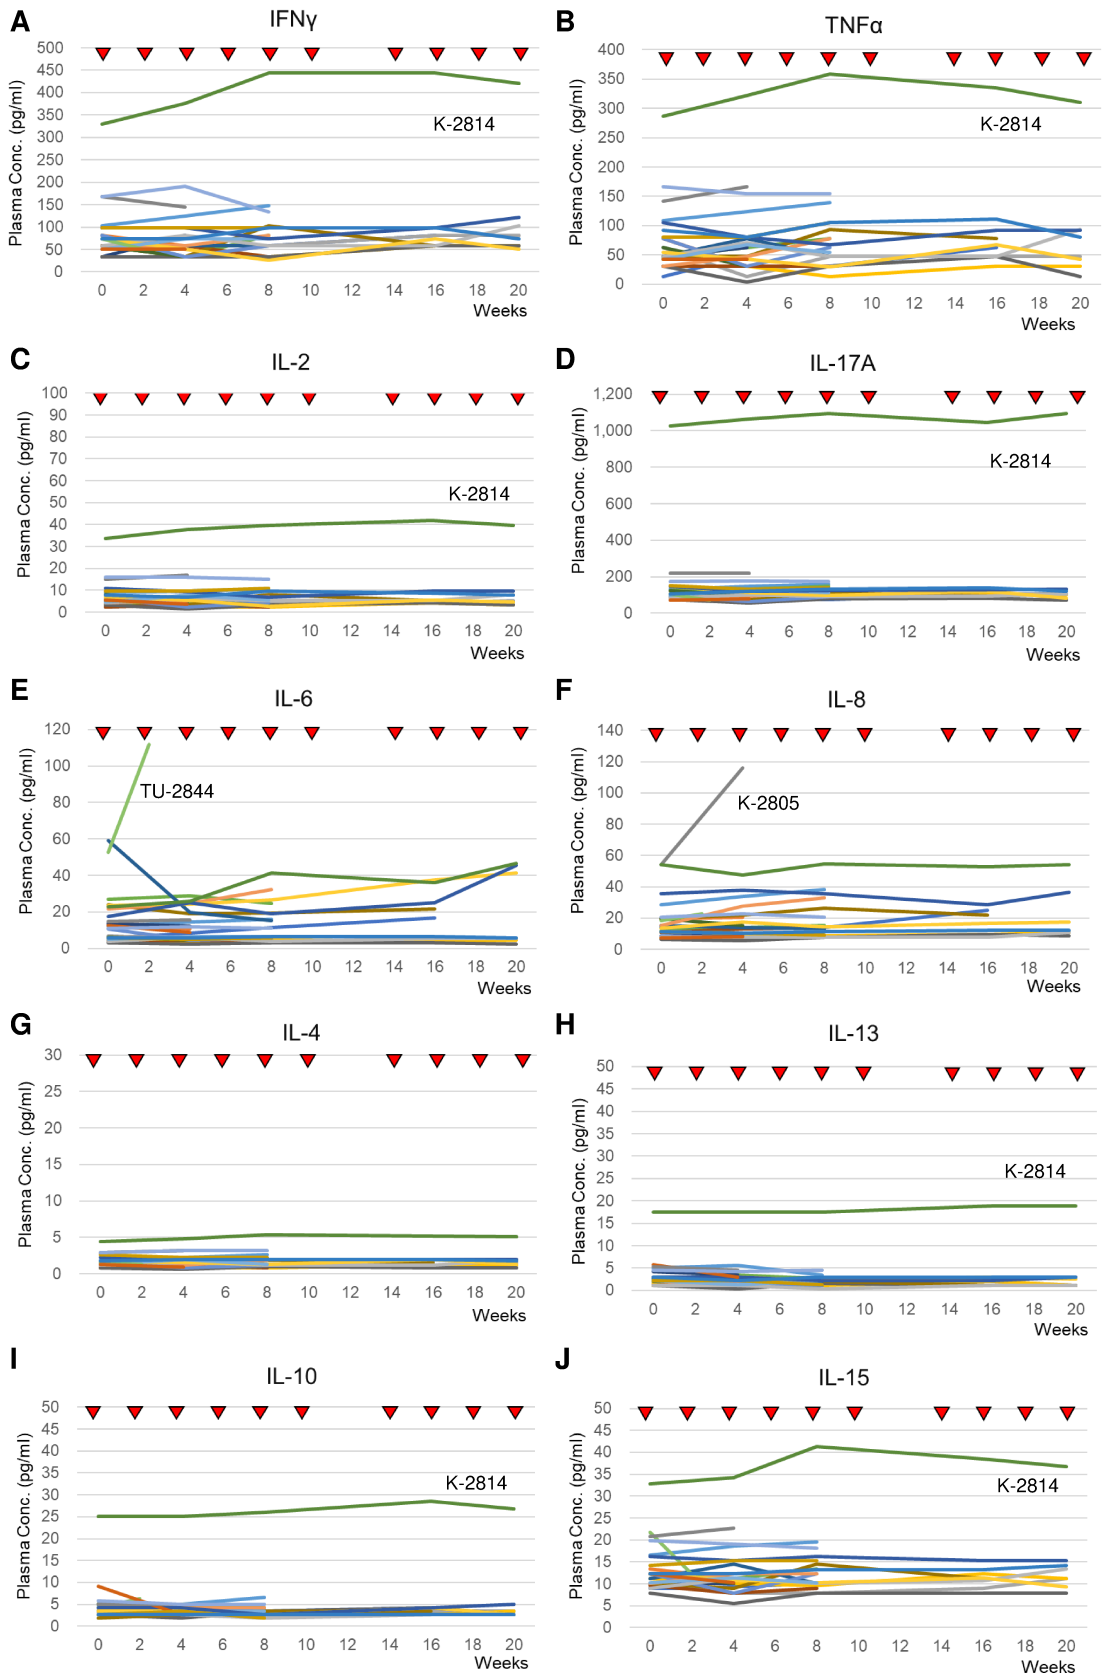 A
IFNγ
Plasma Conc. (pg/ml)
500
450
400
350
300
250
200
150
100
50
0
K-2814
0 2 4 6 8 10 12 14 16 18 20
Weeks
B
TNFα
Plasma Conc. (pg/ml)
400
350
300
250
200
150
100
50
0
K-2814
0 2 4 6 8 10 12 14 16 18 20
Weeks
C
IL-2
Plasma Conc. (pg/ml)
100
90
80
70
60
50
40
30
20
10
0
K-2814
0 2 4 6 8 10 12 14 16 18 20
Weeks
D
IL-17A
Plasma Conc. (pg/ml)
1,200
1,000
800
600
400
200
0
K-2814
0 2 4 6 8 10 12 14 16 18 20
Weeks
E
IL-6
Plasma Conc. (pg/ml)
120
100
80
60
40
20
0
TU-2844
0 2 4 6 8 10 12 14 16 18 20
Weeks
F
IL-8
Plasma Conc. (pg/ml)
140
120
100
80
60
40
20
0
K-2805
0 2 4 6 8 10 12 14 16 18 20
Weeks
G
IL-4
Plasma Conc. (pg/ml)
30
25
20
15
10
5
0
0 2 4 6 8 10 12 14 16 18 20
Weeks
H
IL-13
Plasma Conc. (pg/ml)
50
45
40
35
30
25
20
15
10
5
0
K-2814
0 2 4 6 8 10 12 14 16 18 20
Weeks
I
IL-10
Plasma Conc. (pg/ml)
50
45
40
35
30
25
20
15
10
5
0
K-2814
0 2 4 6 8 10 12 14 16 18 20
Weeks
J
IL-15
Plasma Conc. (pg/ml)
50
45
40
35
30
25
20
15
10
5
0
K-2814
0 2 4 6 8 10 12 14 16 18 20
Weeks